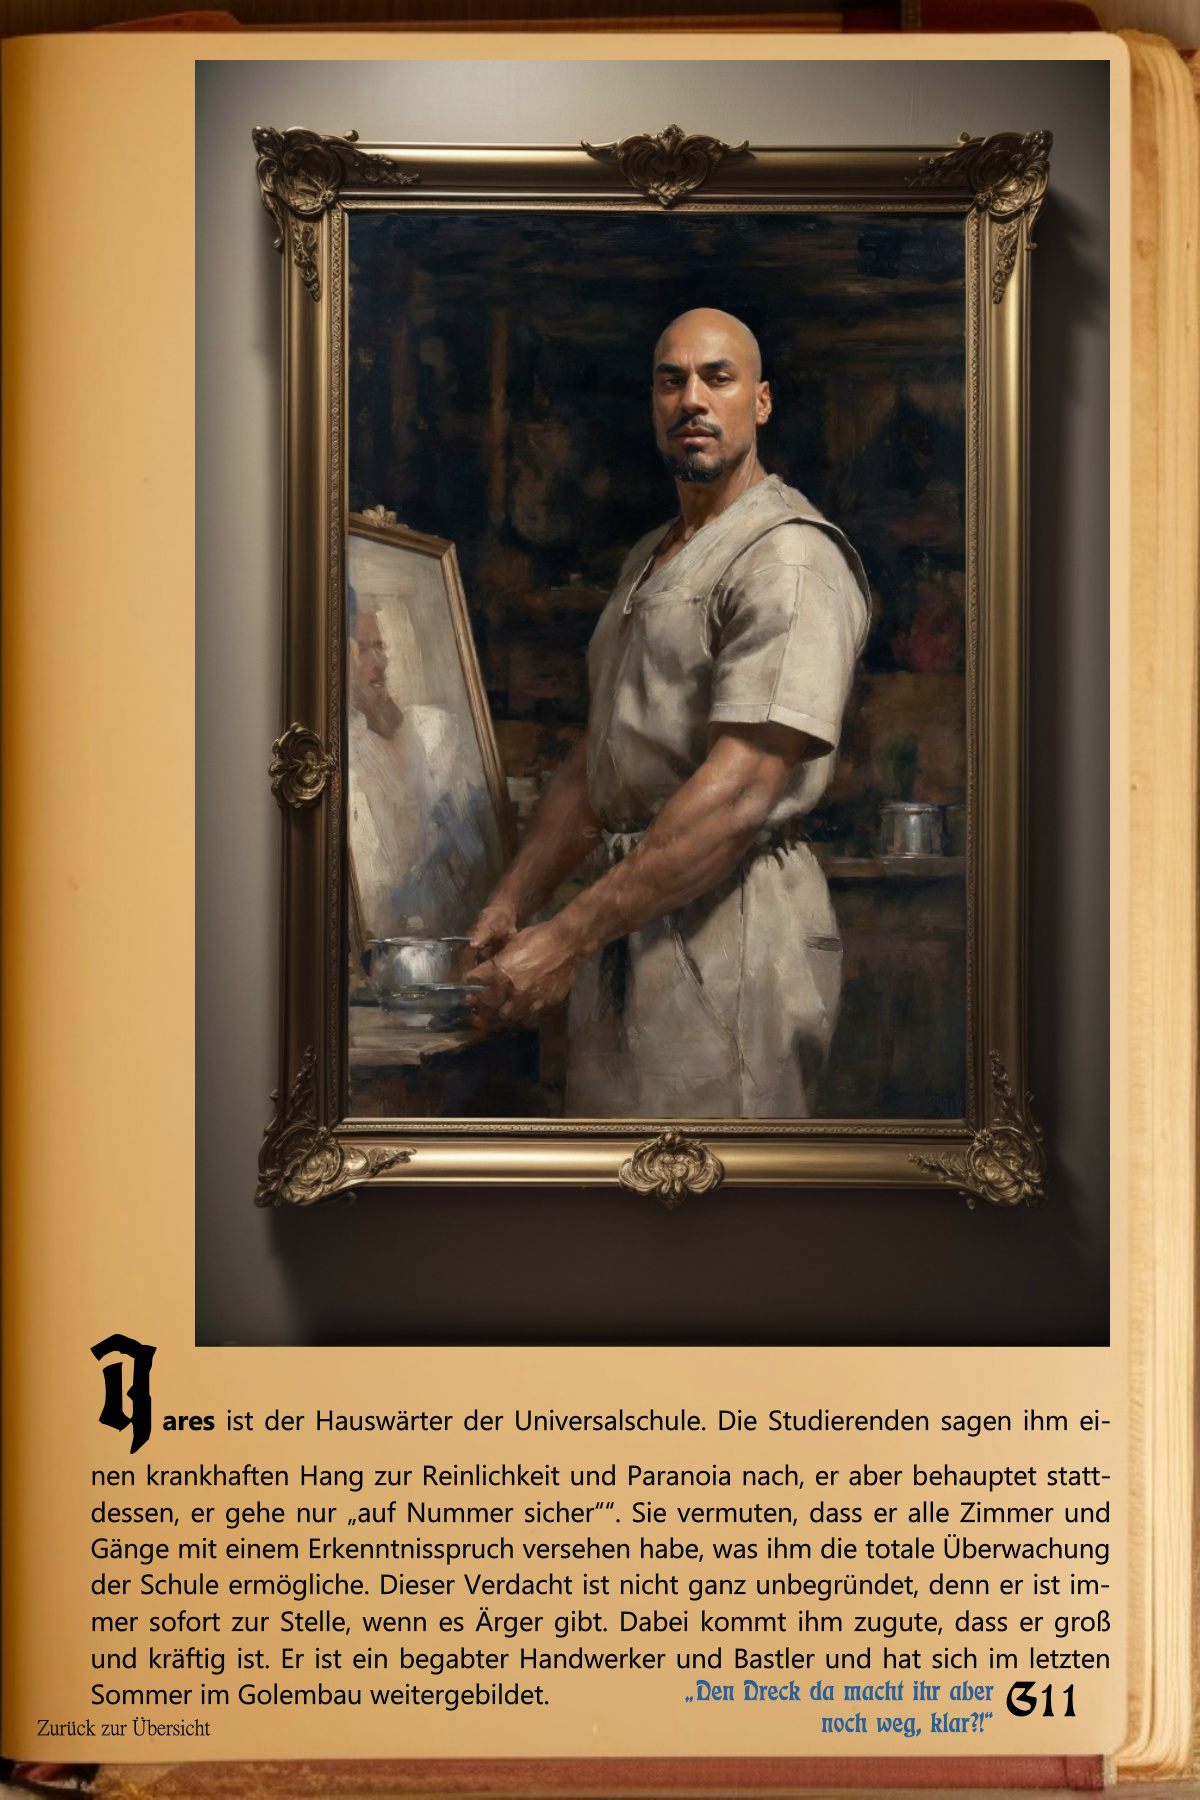 Yares ist der Hauswärter der Universalschule. Die Studierenden sagen ihm ei-
nen krankhaften Hang zur Reinlichkeit und Paranoia nach, er aber behauptet statt-
dessen, er gehe nur „auf Nummer sicher““. Sie vermuten, dass er alle Zimmer und
Gänge mit einem Erkenntnisspruch versehen habe, was ihm die totale Überwachung
der Schule ermögliche. Dieser Verdacht ist nicht ganz unbegründet, denn er ist im-
mer sofort zur Stelle, wenn es Ärger gibt. Dabei kommt ihm zugute, dass er groß
und kräftig ist. Er ist ein begabter Handwerker und Bastler und hat sich im letzten
Sommer im Golembau weitergebildet.
„Den Dreck da macht ihr aber
noch weg, klar?!“
G11
Zurück zur Übersicht